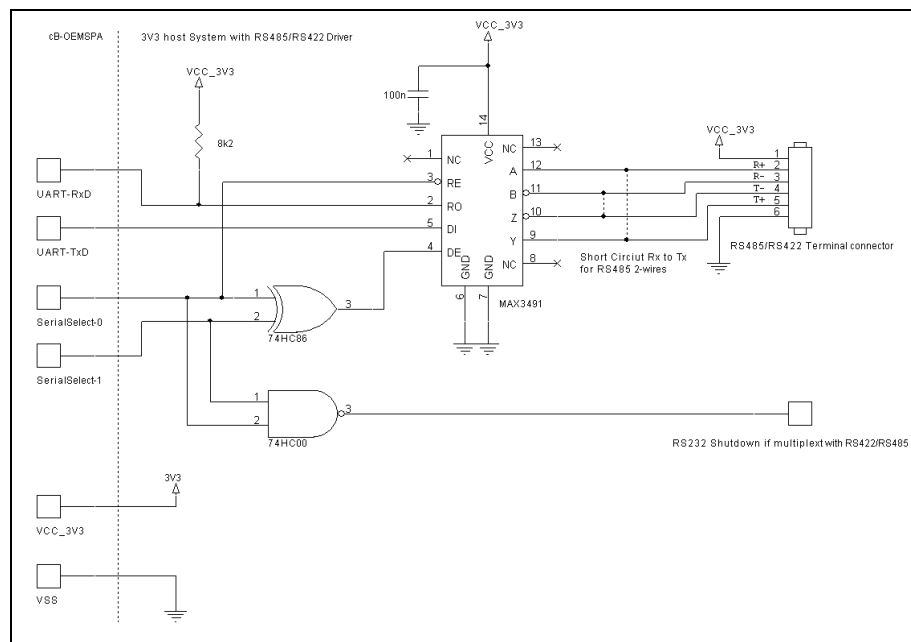 cB-OEMSPA
3V3 host System with RS485/RS422 Driver
VCC_3V3
VCC_3V3
100n
14
8k2
VCC
NC
13
VCC_3V3
1
NC
A
12
1
R+
2
3
RE
R-
3
UART-RxD
2
RO
B
11
T-
4
T+
5
5
DI
Z
10
6
UART-TxD
4
DE
Y
9
RS485/RS422 Terminal connector
GND
GND
NC
8
Short Circiut Rx to Tx
for RS485 2-wires
6
7
MAX3491
1
3
2
SerialSelect-0
74HC86
SerialSelect-1
1
3
2
74HC00
RS232 Shutdown if multiplext with RS422/RS485
3V3
VCC_3V3
VSS